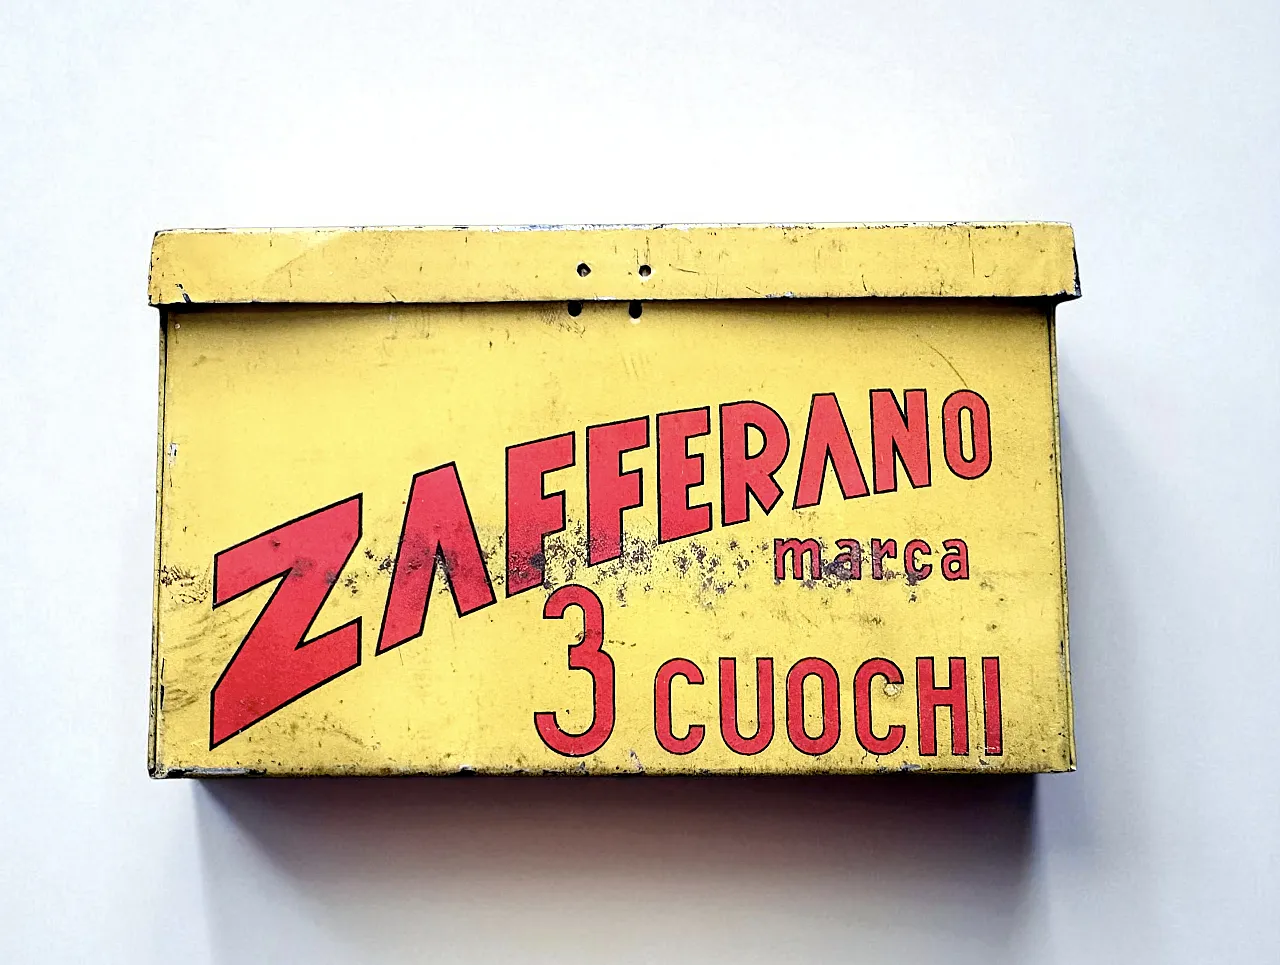 ZAFFERANO
marca
3 CUOCHI